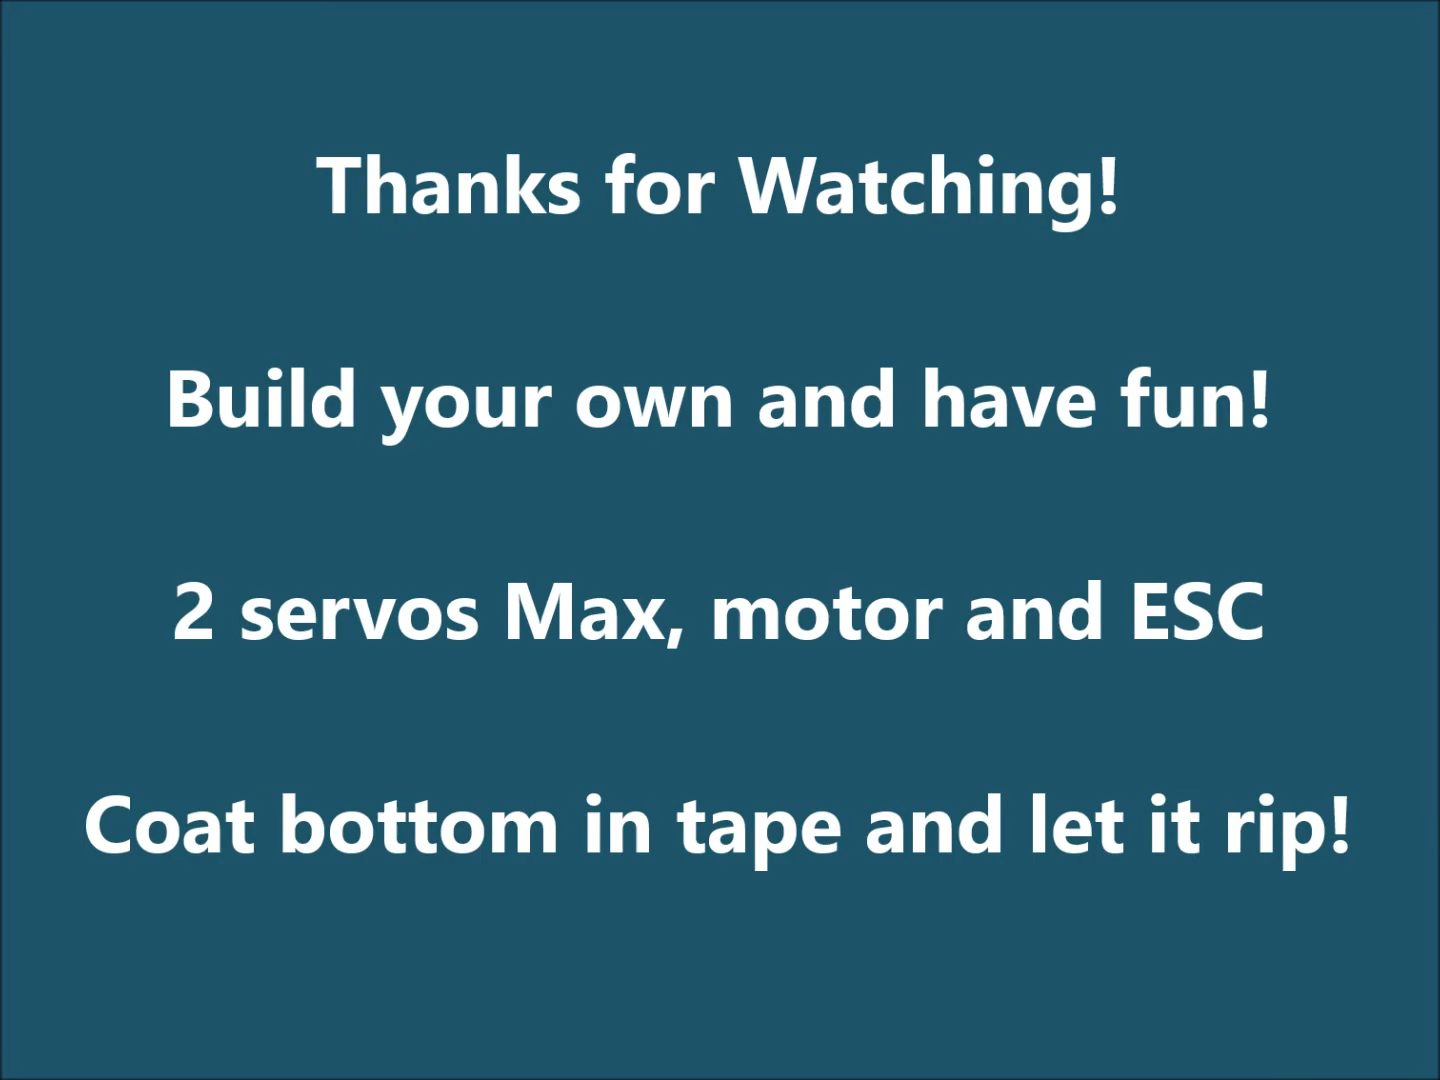 Thanks for Watching!
Build your own and have fun!
2 servos Max, motor and ESC
Coat bottom in tape and let it rip!